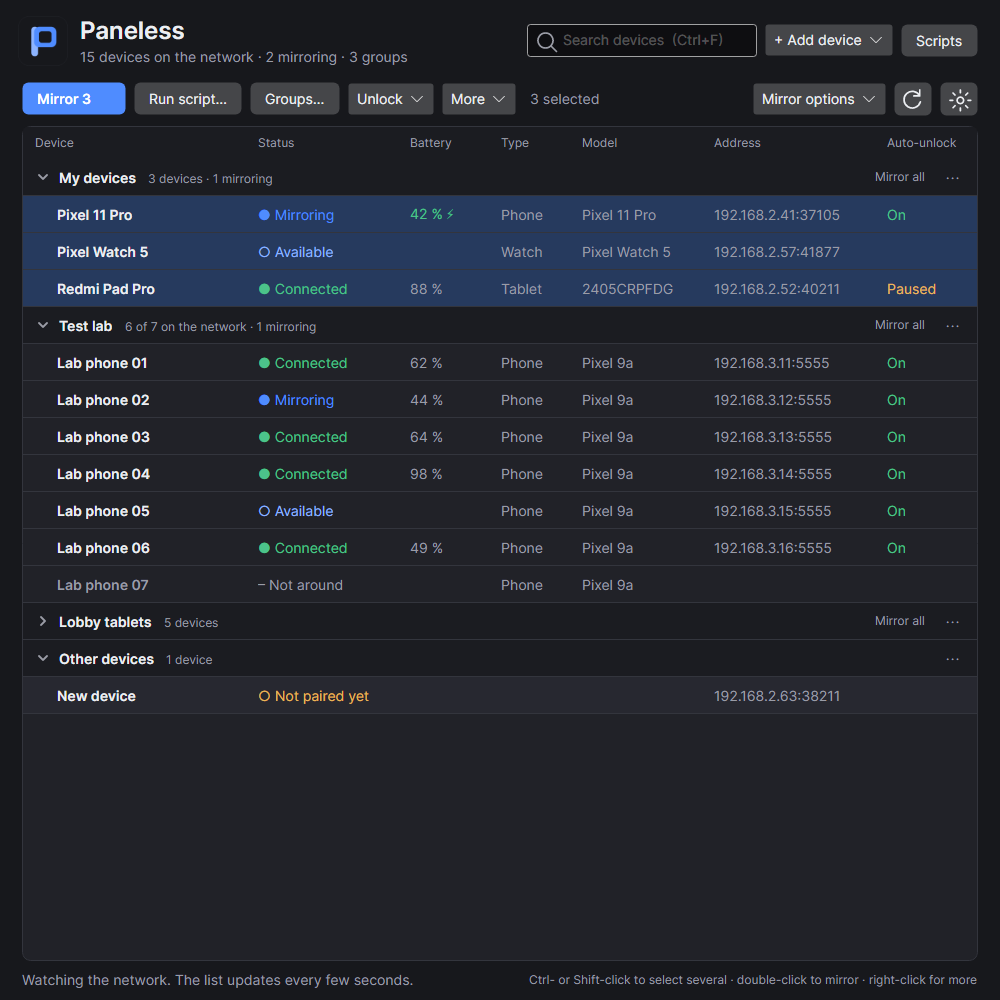 Paneless
15 devices on the network · 2 mirroring · 3 groups
Search devices (Ctrl+F)
+ Add device
Scripts
Mirror 3
Run script...
Groups...
Unlock
More
3 selected
Mirror options
Device Status Battery Type Model Address Auto-unlock
My devices 3 devices · 1 mirroring Mirror all ...
Pixel 11 Pro Mirroring 42 % ⚡ Phone Pixel 11 Pro 192.168.2.41:37105 On
Pixel Watch 5 Available Watch Pixel Watch 5 192.168.2.57:41877
Redmi Pad Pro Connected 88 % Tablet 2405CRPFDG 192.168.2.52:40211 Paused
Test lab 6 of 7 on the network · 1 mirroring Mirror all ...
Lab phone 01 Connected 62 % Phone Pixel 9a 192.168.3.11:5555 On
Lab phone 02 Mirroring 44 % Phone Pixel 9a 192.168.3.12:5555 On
Lab phone 03 Connected 64 % Phone Pixel 9a 192.168.3.13:5555 On
Lab phone 04 Connected 98 % Phone Pixel 9a 192.168.3.14:5555 On
Lab phone 05 Available Phone Pixel 9a 192.168.3.15:5555 On
Lab phone 06 Connected 49 % Phone Pixel 9a 192.168.3.16:5555 On
Lab phone 07 – Not around Phone Pixel 9a
Lobby tablets 5 devices Mirror all ...
Other devices 1 device ...
New device Not paired yet 192.168.2.63:38211
Watching the network. The list updates every few seconds.
Ctrl- or Shift-click to select several · double-click to mirror · right-click for more